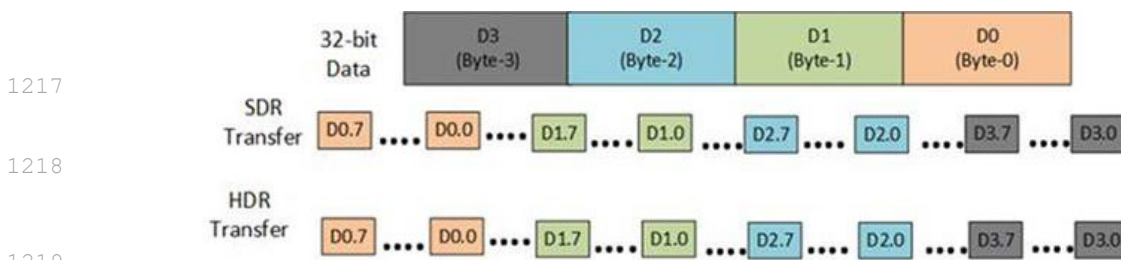 32-bit Data
D3 (Byte-3)
D2 (Byte-2)
D1 (Byte-1)
D0 (Byte-0)
1217
SDR Transfer
D0.7 .... D0.0 .... D1.7 .... D1.0 .... D2.7 .... D2.0 .... D3.7 .... D3.0
1218
HDR Transfer
D0.7 .... D0.0 .... D1.7 .... D1.0 .... D2.7 .... D2.0 .... D3.7 .... D3.0